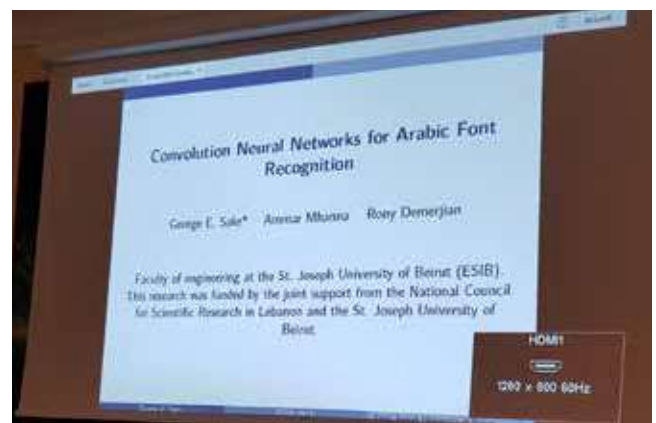 Convolution Neural Networks for Arabic Font
Recognition
George E. Sakr* Ammar Mhanna Rony Demerjian
Faculty of engineering at the St. Joseph University of Beirut (ESIB)
This research was funded by the joint support from the National Council
for Scientific Research in Lebanon and the St. Joseph University of
Beirut
HDMI1
1280 x 800 60Hz